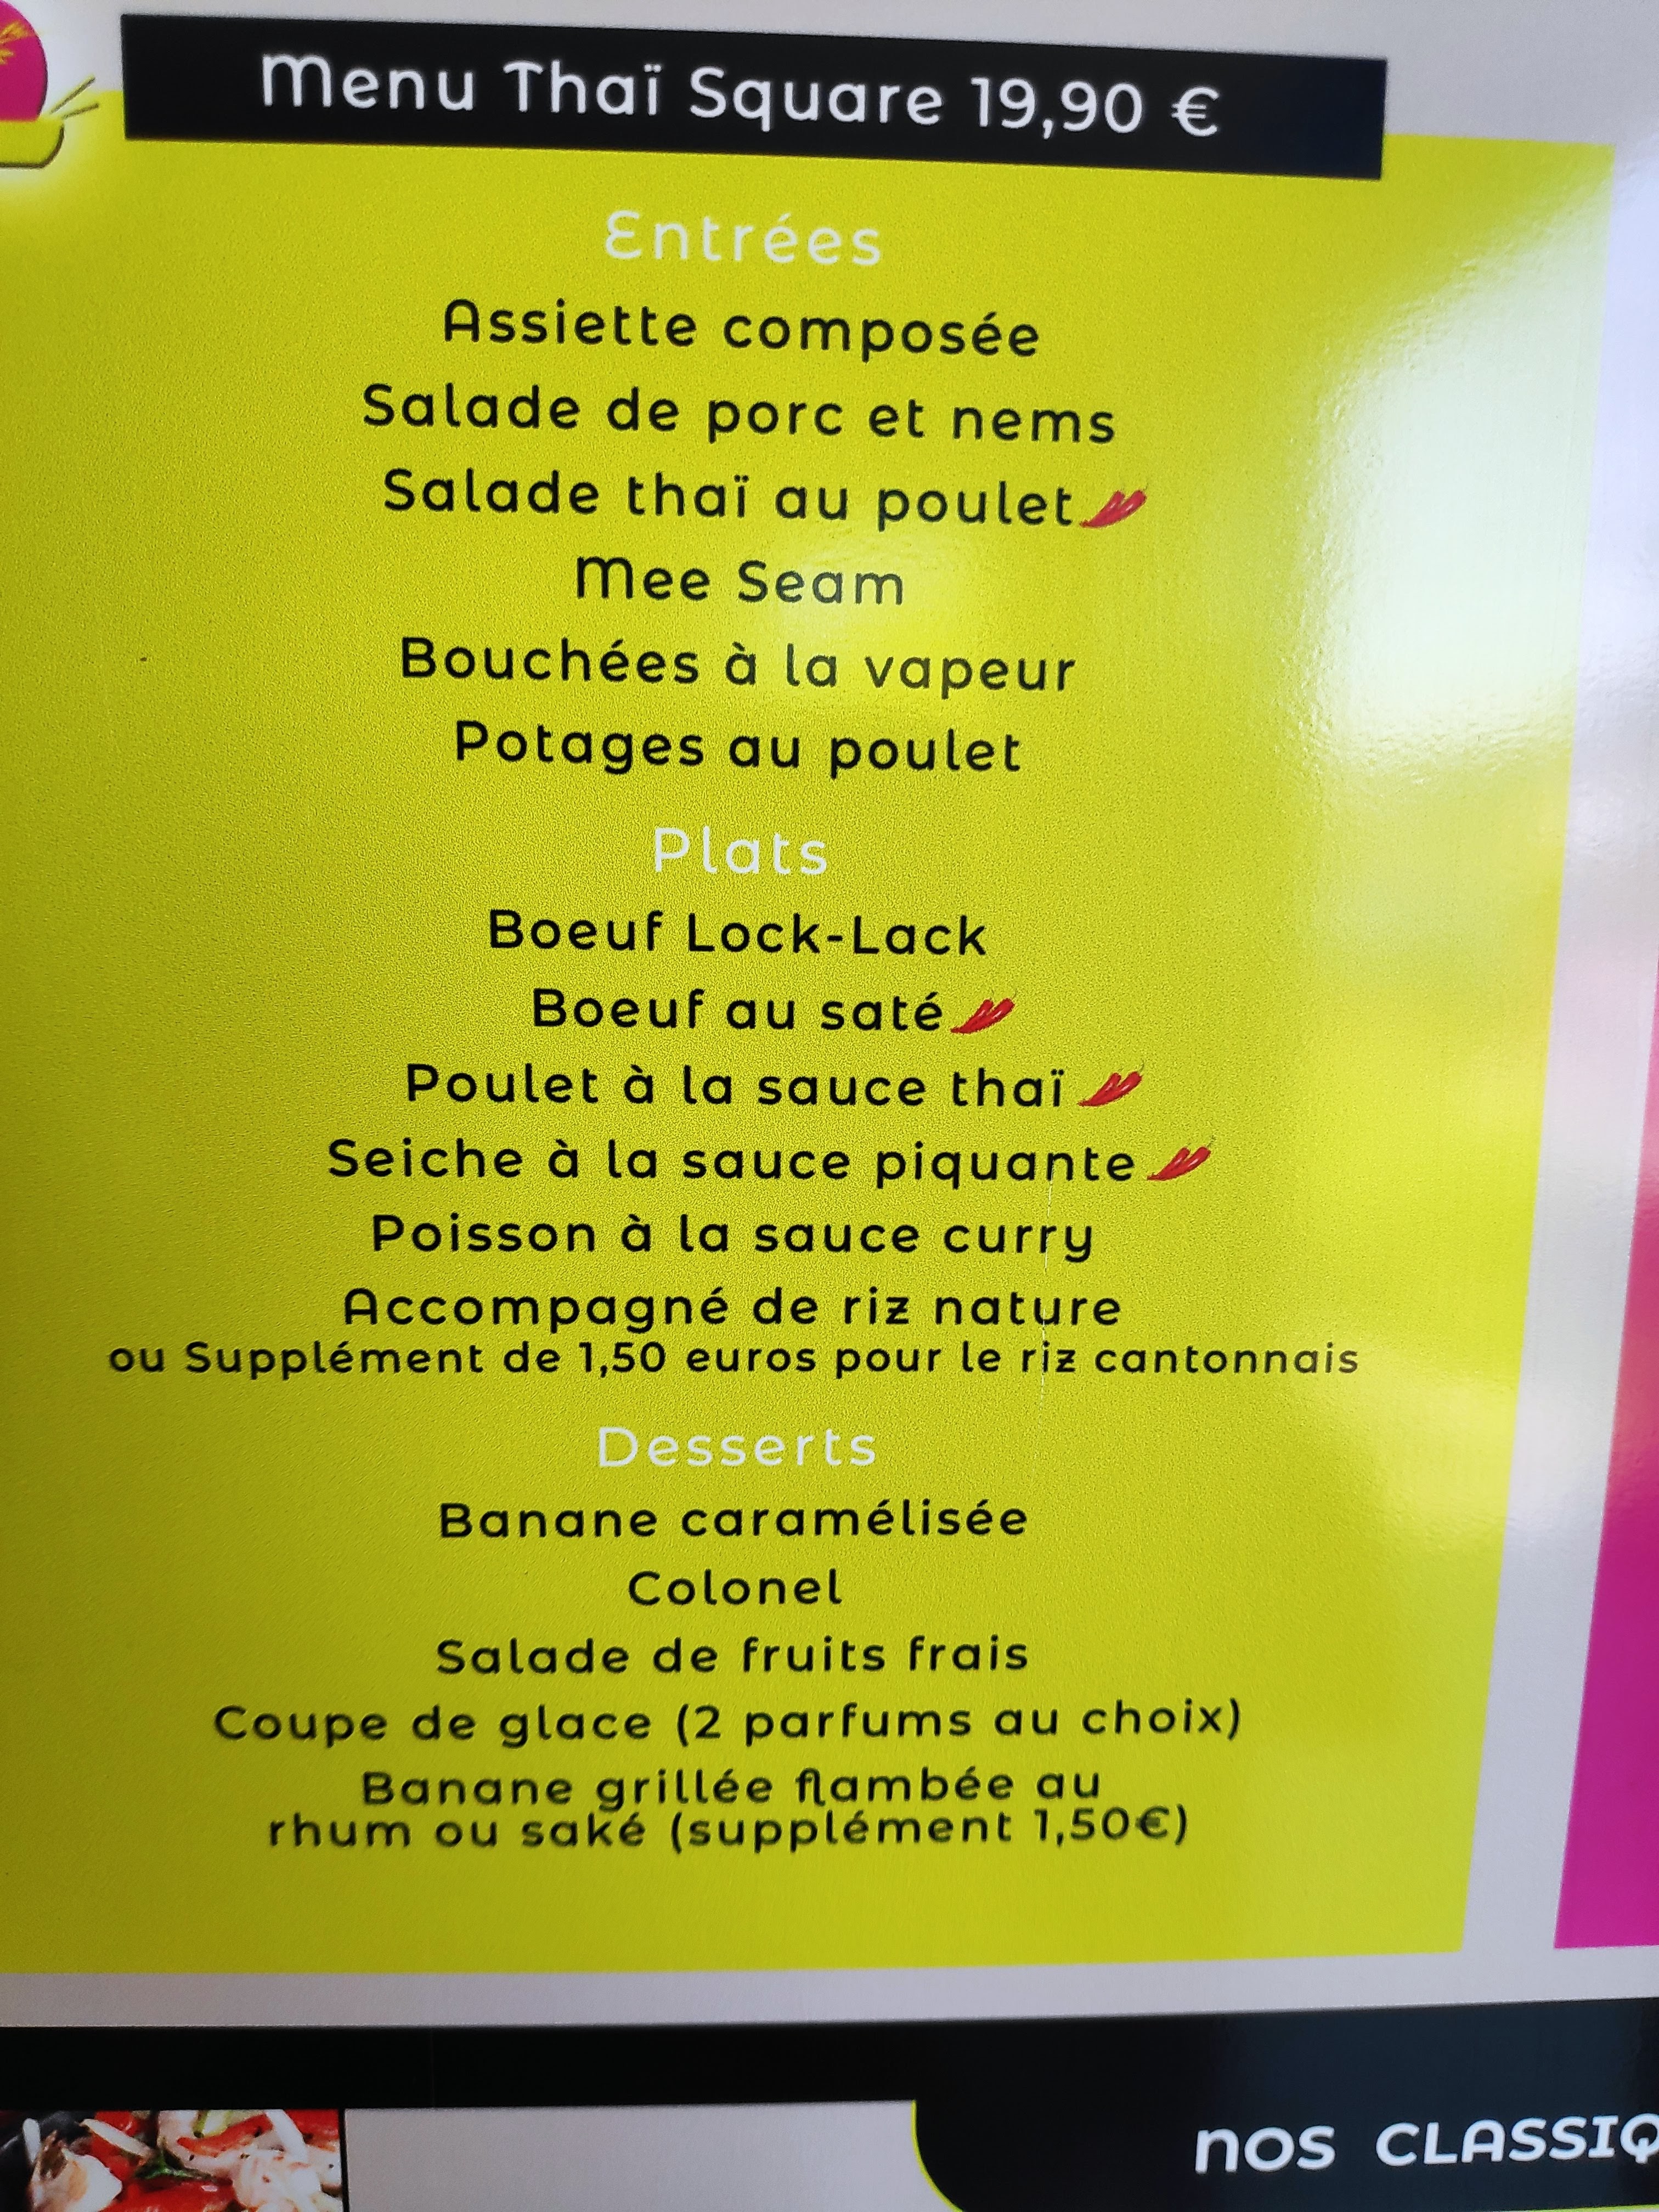 Menu Thaï Square 19,90 €
Entrées
Assiette composée
Salade de porc et nems
Salade thaï au poulet
Mee Seam
Bouchées à la vapeur
Potages au poulet
Plats
Boeuf Lock-Lack
Boeuf au saté
Poulet à la sauce thaï
Seiche à la sauce piquante
Poisson à la sauce curry
Accompagné de riz nature
ou Supplément de 1,50 euros pour le riz cantonnais
Desserts
Banane caramélisée
Colonel
Salade de fruits frais
Coupe de glace (2 parfums au choix)
Banane grillée flambée au
rhum ou saké (supplément 1,50€)
NOS CLASSIQ